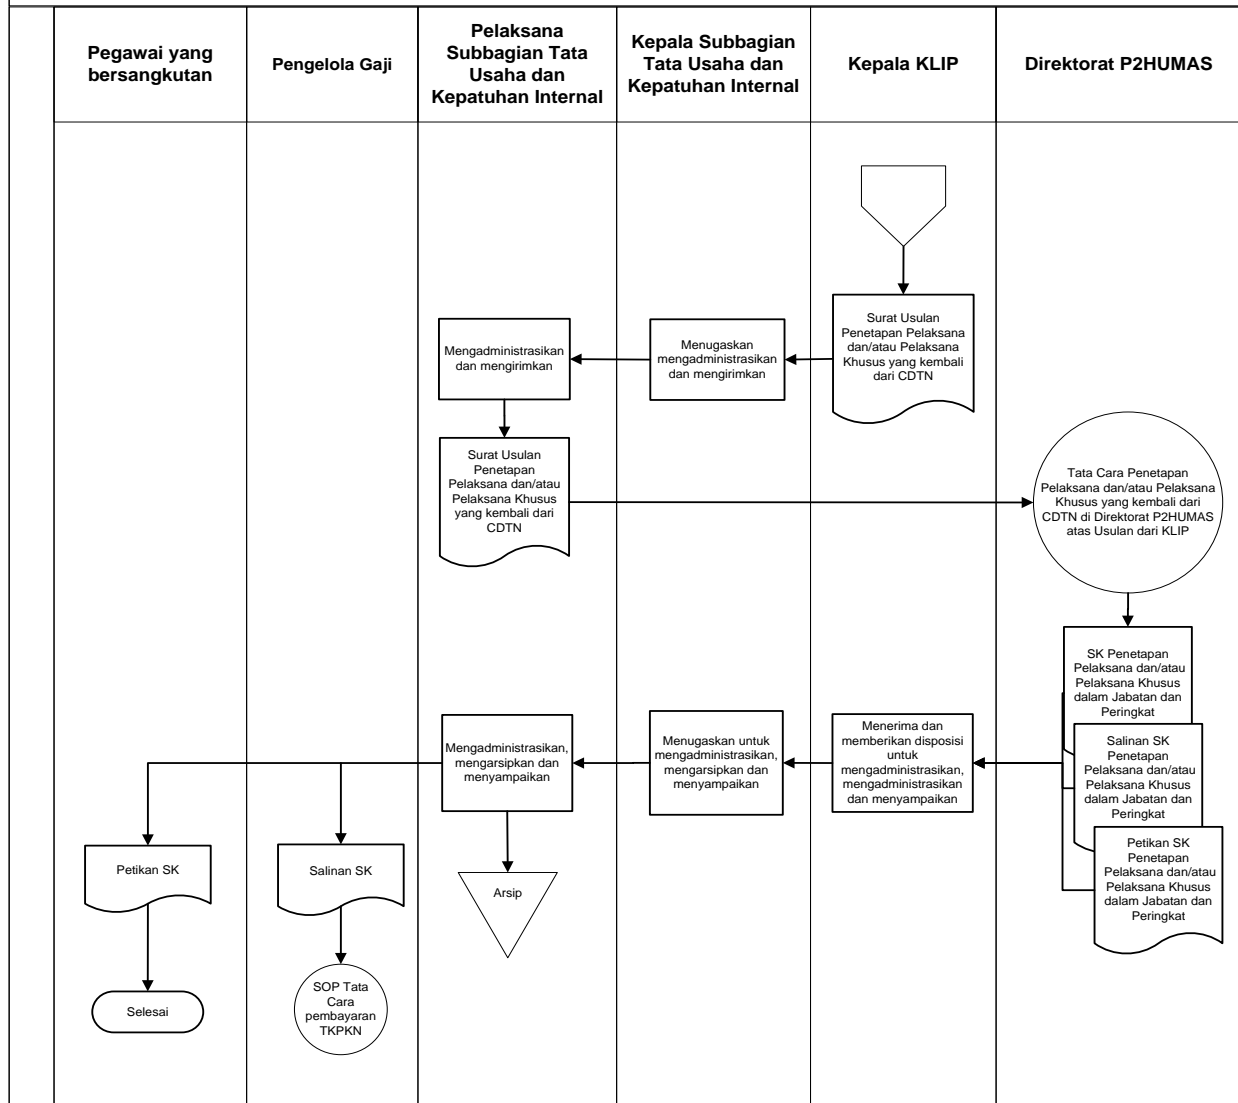 Pegawai yang
bersangkutan
Pengelola Gaji
Pelaksana
Subbagian Tata
Usaha dan
Kepatuhan Internal
Kepala Subbagian
Tata Usaha dan
Kepatuhan Internal
Kepala KLIP
Direktorat P2HUMAS
Surat Usulan
Penetapan Pelaksana
dan/atau Pelaksana
Khusus yang kembali
dari CDTN
Menugaskan
mengadministrasikan
dan mengirimkan
Mengadministrasikan
dan mengirimkan
Surat Usulan
Penetapan
Pelaksana dan/atau
Pelaksana Khusus
yang kembali dari
CDTN
Tata Cara Penetapan
Pelaksana dan/atau Pelaksana
Khusus yang kembali dari
CDTN di Direktorat P2HUMAS
atas Usulan dari KLIP
SK Penetapan
Pelaksana dan/atau
Pelaksana Khusus
dalam Jabatan dan
Peringkat
Salinan SK
Penetapan
Pelaksana dan/atau
Pelaksana Khusus
dalam Jabatan dan
Peringkat
Petikan SK
Penetapan
Pelaksana dan/atau
Pelaksana Khusus
dalam Jabatan dan
Peringkat
Menerima dan
memberikan disposisi
untuk
mengadministrasikan,
mengadministrasikan
dan menyampaikan
Menugaskan untuk
mengadministrasikan,
mengarsipkan dan
menyampaikan
Mengadministrasikan,
mengarsipkan dan
menyampaikan
Petikan SK
Salinan SK
Arsip
Selesai
SOP Tata
Cara
pembayaran
TKPKN